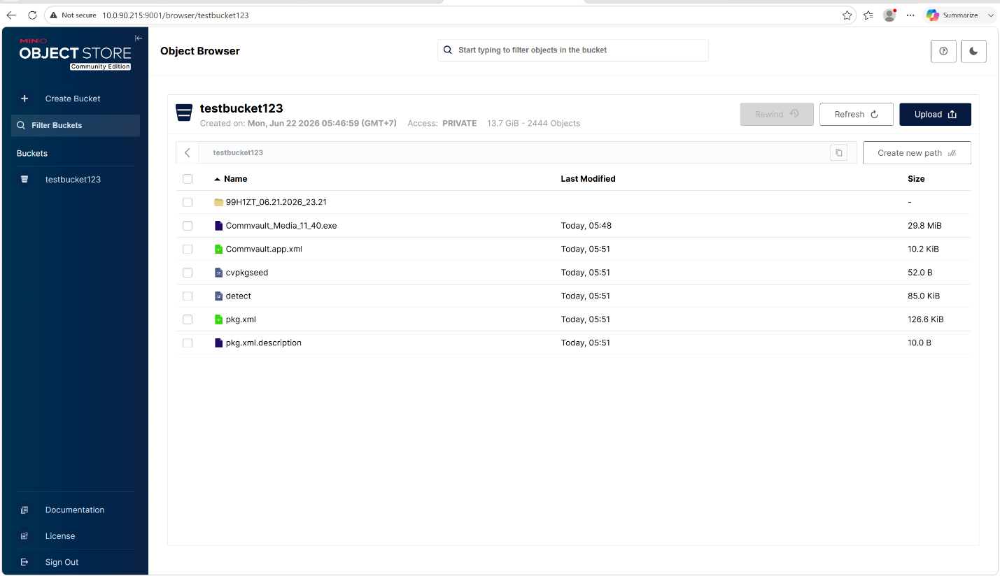 Not secure 10.0.90.215:9001/browser/testbucket123 Summarize
MINIO
OBJECT STORE
Community Edition
Create Bucket
Filter Buckets
Buckets
testbucket123
Documentation
License
Sign Out
Object Browser Start typing to filter objects in the bucket
testbucket123
Created on: Mon, Jun 22 2026 05:46:59 (GMT+7) Access: PRIVATE 13.7 GiB - 2444 Objects
Rewind Refresh Upload
testbucket123 Create new path
Name Last Modified Size
99H1ZT_06.21.2026_23.21 -
Commvault_Media_11_40.exe Today, 05:48 29.8 MiB
Commvault.app.xml Today, 05:51 10.2 KiB
cvpkgseed Today, 05:51 52.0 B
detect Today, 05:51 85.0 KiB
pkg.xml Today, 05:51 126.6 KiB
pkg.xml.description Today, 05:51 10.0 B